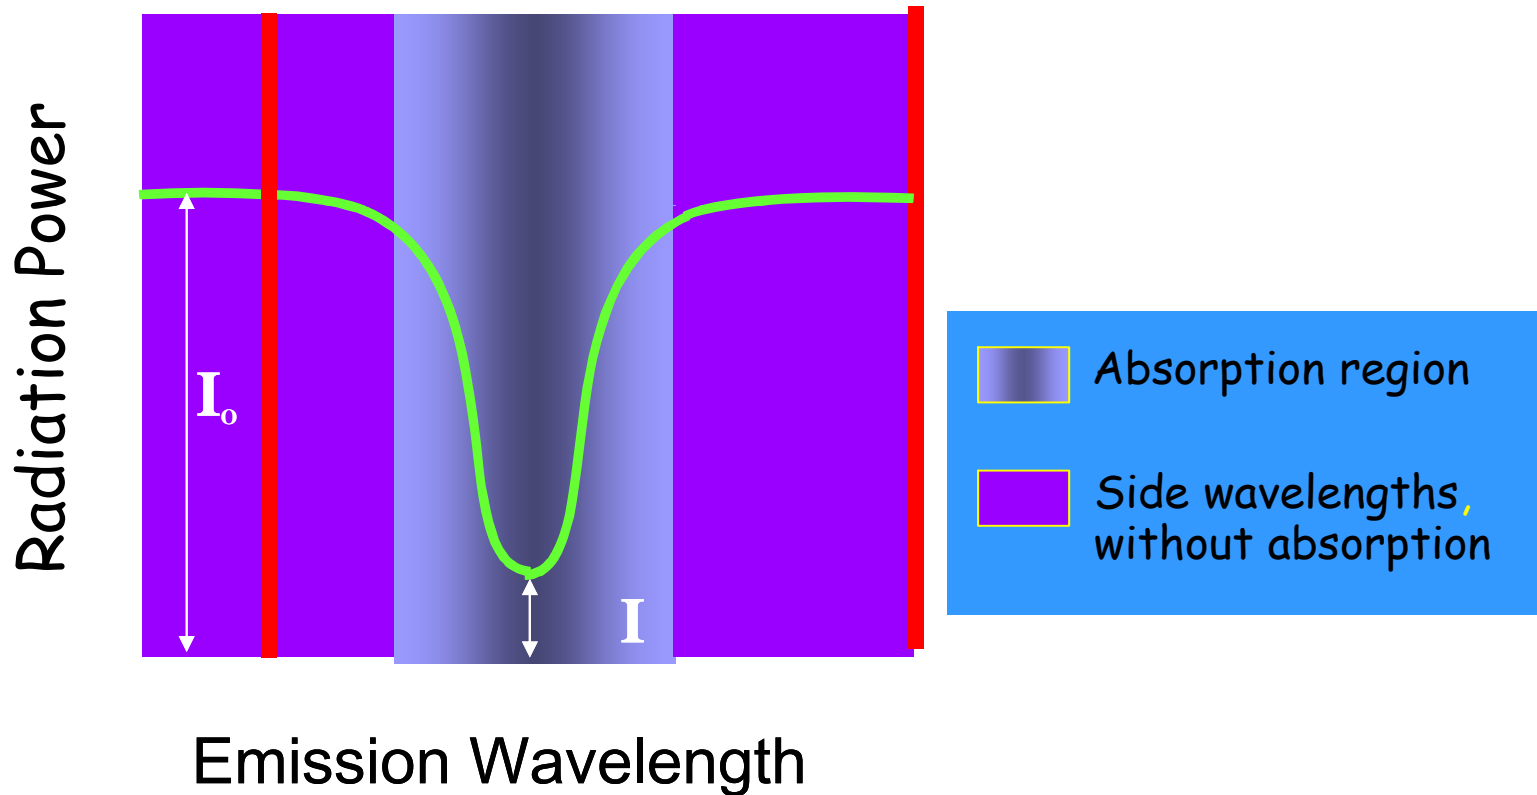 Radiation Power
Io
I
Emission Wavelength
Absorption region
Side wavelengths,
without absorption